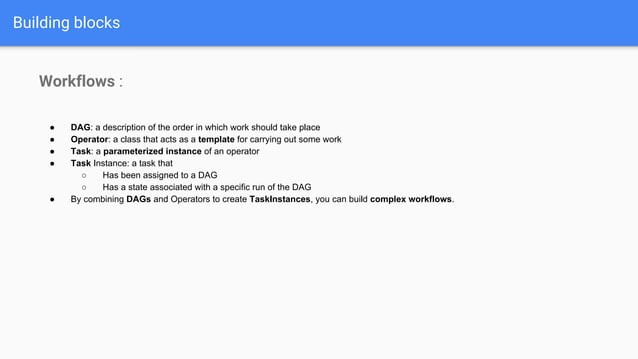 Building blocks
Workflows :
● DAG: a description of the order in which work should take place
● Operator: a class that acts as a template for carrying out some work
● Task: a parameterized instance of an operator
● Task Instance: a task that
○ Has been assigned to a DAG
○ Has a state associated with a specific run of the DAG
● By combining DAGs and Operators to create TaskInstances, you can build complex workflows.